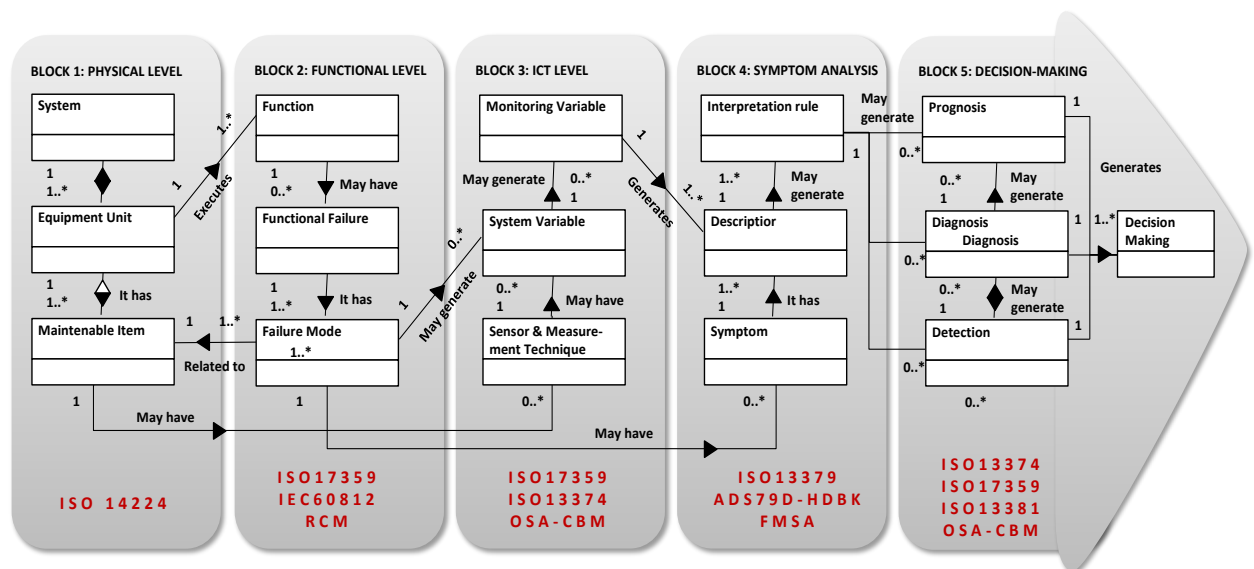 BLOCK 1: PHYSICAL LEVEL
System
1
1..*
Equipment Unit
1
1..*
It has
Maintenable Item
1
ISO 14224
1
Executes
1..*
1
1..*
Related to
May have
BLOCK 2: FUNCTIONAL LEVEL
Function
1
0..*
May have
Functional Failure
1
1..*
It has
Failure Mode
1..*
1
ISO17359
IEC60812
RCM
1
May generate
0..*
May have
BLOCK 3: ICT LEVEL
Monitoring Variable
May generate
0..*
1
System Variable
0..*
1
May have
Sensor & Measure-
ment Technique
0..*
ISO17359
ISO13374
OSA-CBM
1
Generates
1..*
BLOCK 4: SYMPTOM ANALYSIS
Interpretation rule
1..*
1
May
generate
Descriptior
1..*
1
It has
Symptom
0..*
ISO13379
ADS79D-HDBK
FMSA
May
generate
1
0..*
0..*
0..*
BLOCK 5: DECISION-MAKING
Prognosis
1
0..*
1
May
generate
Diagnosis
Diagnosis
1
0..*
1
May
generate
Detection
1
0..*
ISO13374
ISO17359
ISO13381
OSA-CBM
Generates
1..*
Decision
Making